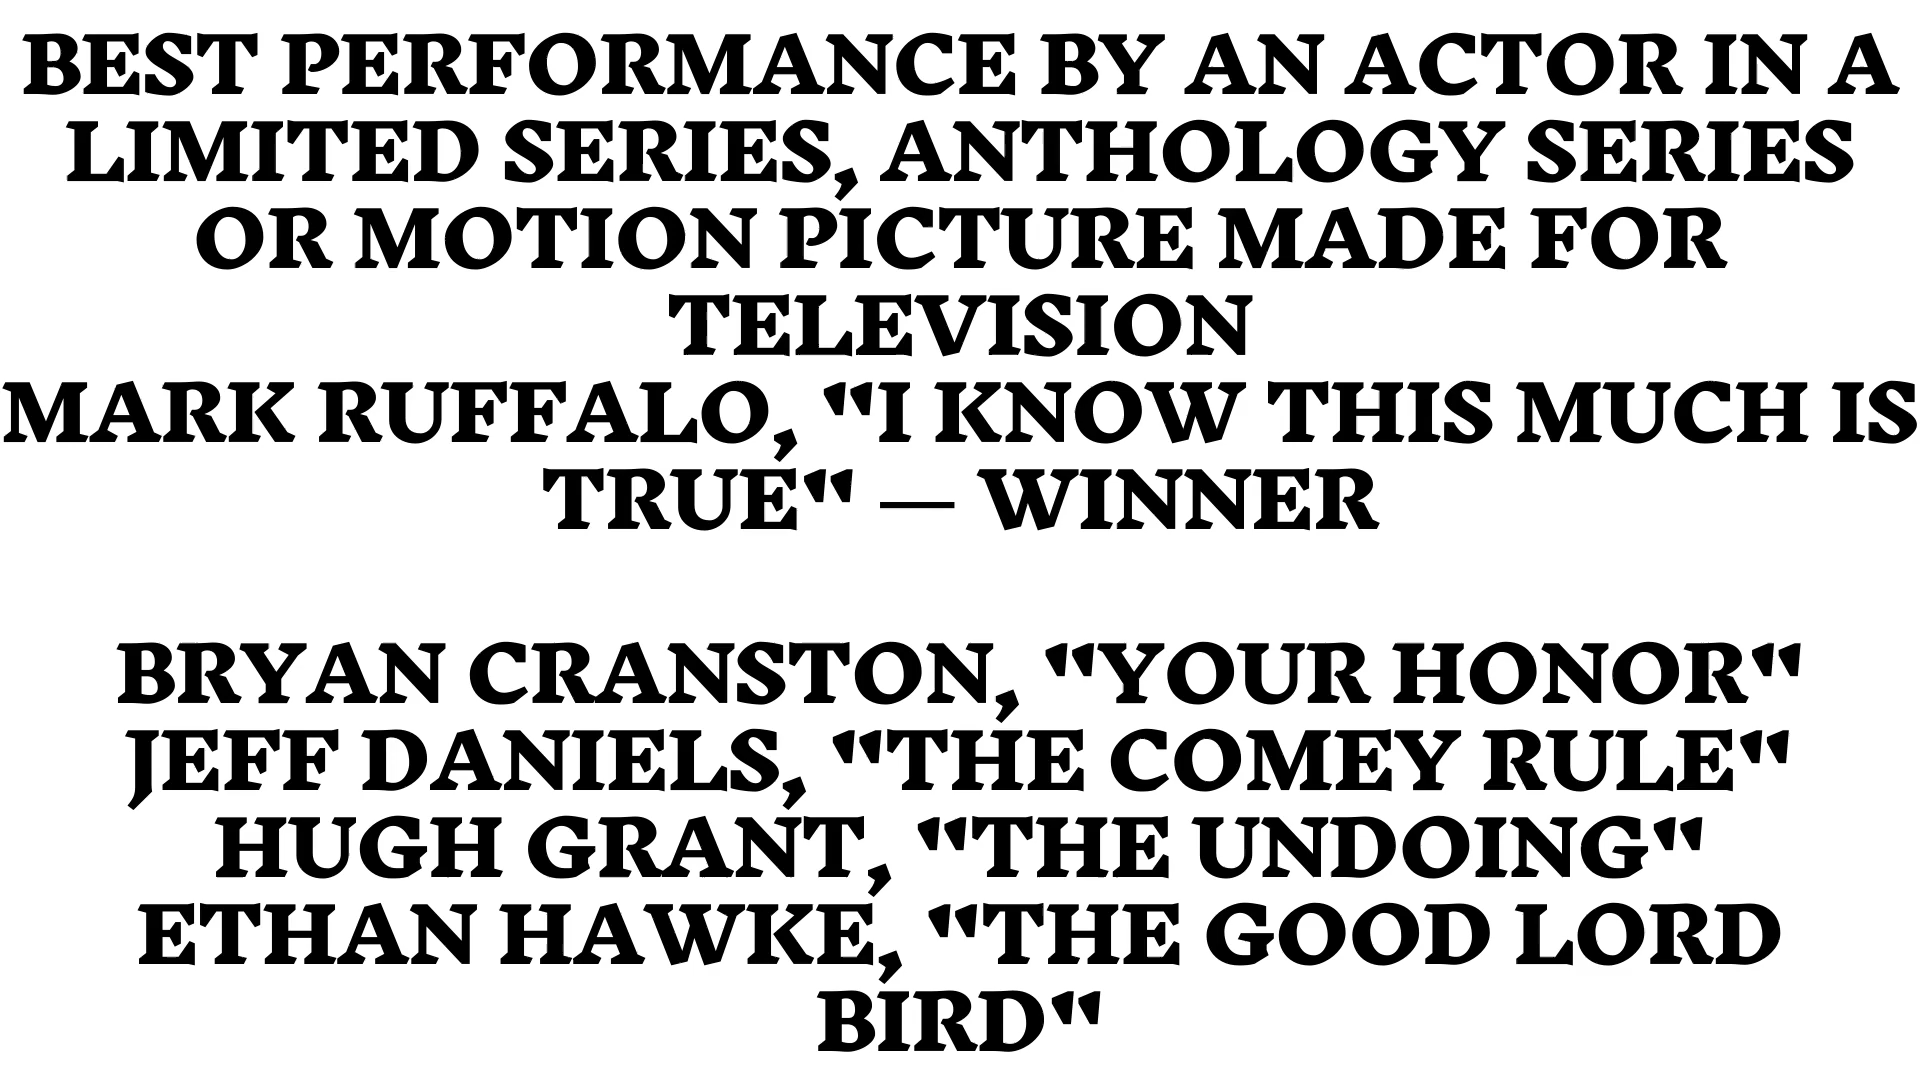 BEST PERFORMANCE BY AN ACTOR IN A
LIMITED SERIES, ANTHOLOGY SERIES
OR MOTION PICTURE MADE FOR
TELEVISION
MARK RUFFALO, "I KNOW THIS MUCH IS
TRUE" — WINNER
BRYAN CRANSTON, "YOUR HONOR"
JEFF DANIELS, "THE COMEY RULE"
HUGH GRANT, "THE UNDOING"
ETHAN HAWKE, "THE GOOD LORD
BIRD"